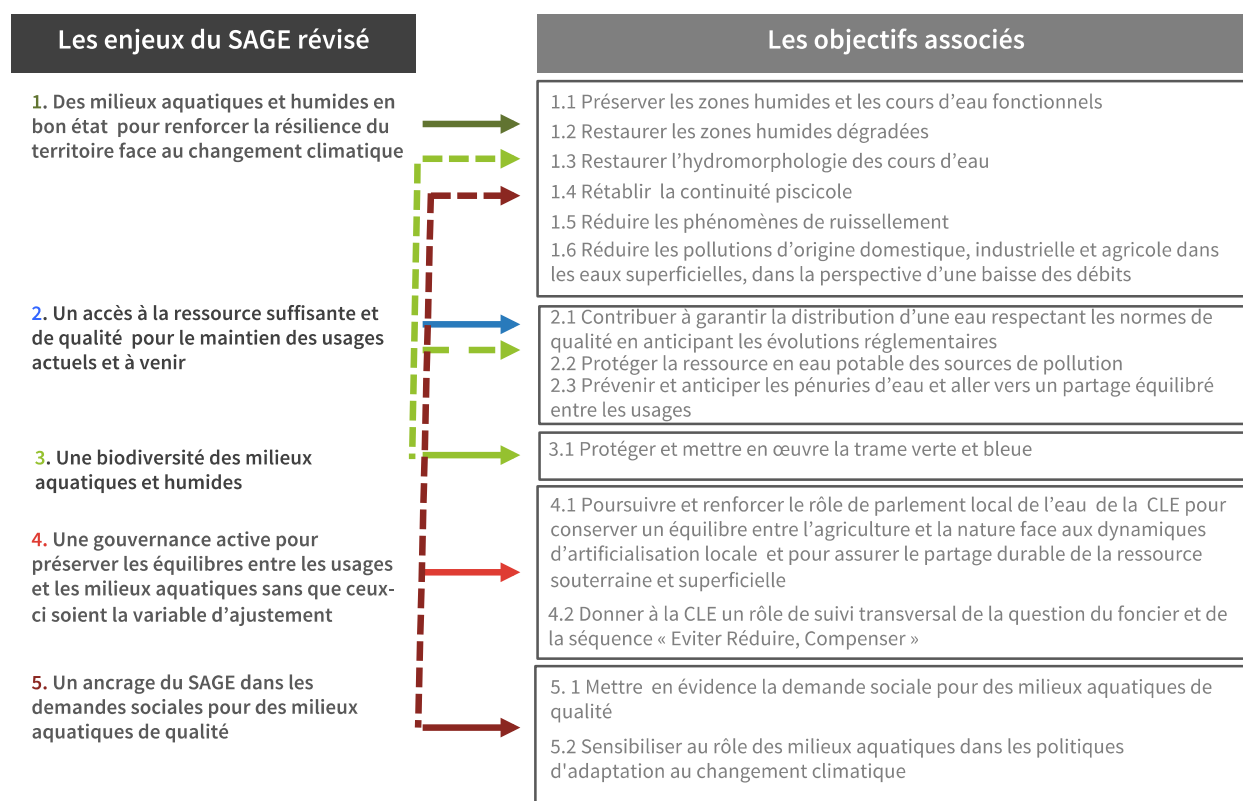 Les enjeux du SAGE révisé
Les objectifs associés
1. Des milieux aquatiques et humides en
bon état pour renforcer la résilience du
territoire face au changement climatique
1.1 Préserver les zones humides et les cours d'eau fonctionnels
1.2 Restaurer les zones humides dégradées
1.3 Restaurer l'hydromorphologie des cours d'eau
1.4 Rétablir la continuité piscicole
1.5 Réduire les phénomènes de ruissellement
1.6 Réduire les pollutions d'origine domestique, industrielle et agricole dans
les eaux superficielles, dans la perspective d'une baisse des débits
2. Un accès à la ressource suffisante et
de qualité pour le maintien des usages
actuels et à venir
2.1 Contribuer à garantir la distribution d'une eau respectant les normes de
qualité en anticipant les évolutions réglementaires
2.2 Protéger la ressource en eau potable des sources de pollution
2.3 Prévenir et anticiper les pénuries d'eau et aller vers un partage équilibré
entre les usages
3. Une biodiversité des milieux
aquatiques et humides
3.1 Protéger et mettre en œuvre la trame verte et bleue
4. Une gouvernance active pour
préserver les équilibres entre les usages
et les milieux aquatiques sans que ceux-
ci soient la variable d'ajustement
4.1 Poursuivre et renforcer le rôle de parlement local de l'eau de la CLE pour
conserver un équilibre entre l'agriculture et la nature face aux dynamiques
d'artificialisation locale et pour assurer le partage durable de la ressource
souterraine et superficielle
4.2 Donner à la CLE un rôle de suivi transversal de la question du foncier et de
la séquence « Eviter Réduire, Compenser »
5. Un ancrage du SAGE dans les
demandes sociales pour des milieux
aquatiques de qualité
5. 1 Mettre en évidence la demande sociale pour des milieux aquatiques de
qualité
5.2 Sensibiliser au rôle des milieux aquatiques dans les politiques
d'adaptation au changement climatique